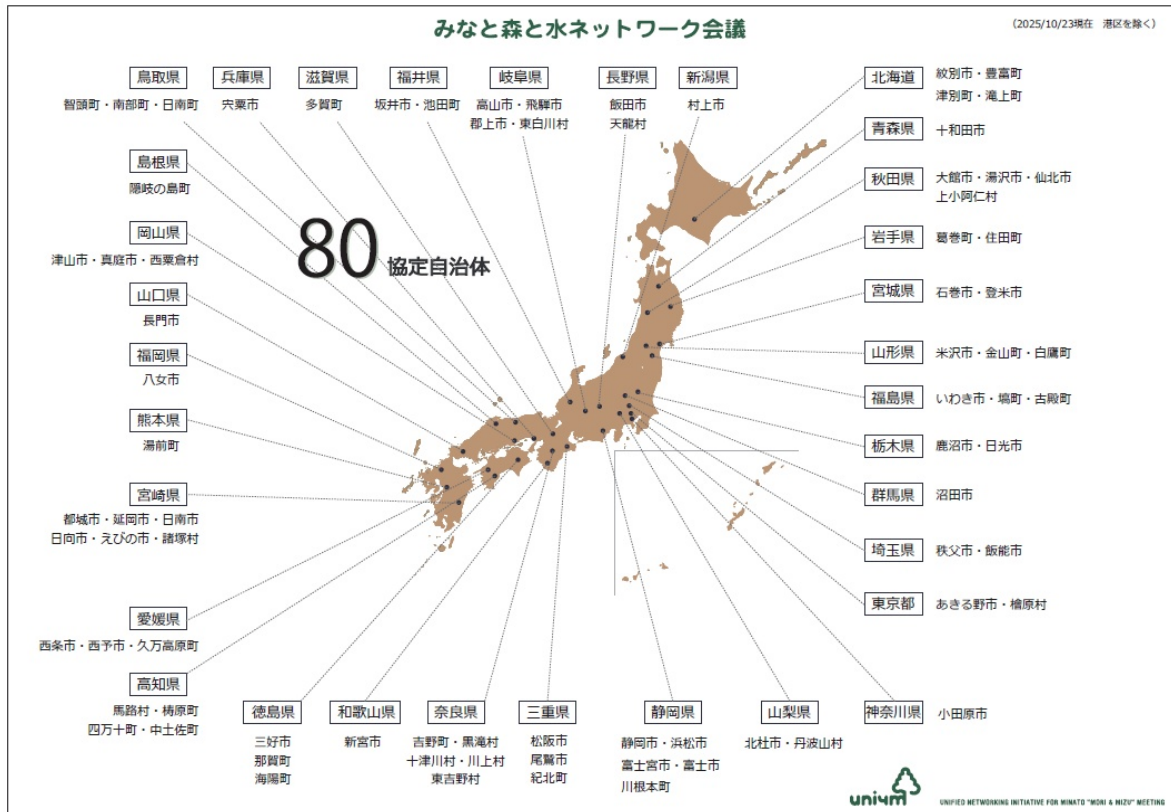 みなと森と水ネットワーク会議
(2025/10/23現在 港区を除く)
鳥取県
智頭町・南部町・日南町
兵庫県
宍粟市
滋賀県
多賀町
福井県
坂井市・池田町
岐阜県
高山市・飛騨市
郡上市・東白川村
長野県
飯田市
天龍村
新潟県
村上市
北海道
紋別市・豊富町
津別町・滝上町
青森県
十和田市
秋田県
大館市・湯沢市・仙北市
上小阿仁村
岩手県
葛巻町・住田町
宮城県
石巻市・登米市
山形県
米沢市・金山町・白鷹町
福島県
いわき市・塙町・古殿町
栃木県
鹿沼市・日光市
群馬県
沼田市
埼玉県
秩父市・飯能市
東京都
あきる野市・檜原村
神奈川県
小田原市
島根県
隠岐の島町
岡山県
津山市・真庭市・西粟倉村
山口県
長門市
福岡県
八女市
熊本県
湯前町
宮崎県
都城市・延岡市・日南市
日向市・えびの市・諸塚村
愛媛県
西条市・西予市・久万高原町
高知県
馬路村・梼原町
四万十町・中土佐町
80協定自治体
徳島県
三好市
那賀町
海陽町
和歌山県
新宮市
奈良県
吉野町・黒滝村
十津川村・川上村
東吉野村
三重県
松阪市
尾鷲市
紀北町
静岡県
静岡市・浜松市
富士宮市・富士市
川根本町
山梨県
北杜市・丹波山村
uni4m
UNIFIED NETWORKING INITIATIVE FOR MINATO "MORI & MIZU" MEETING